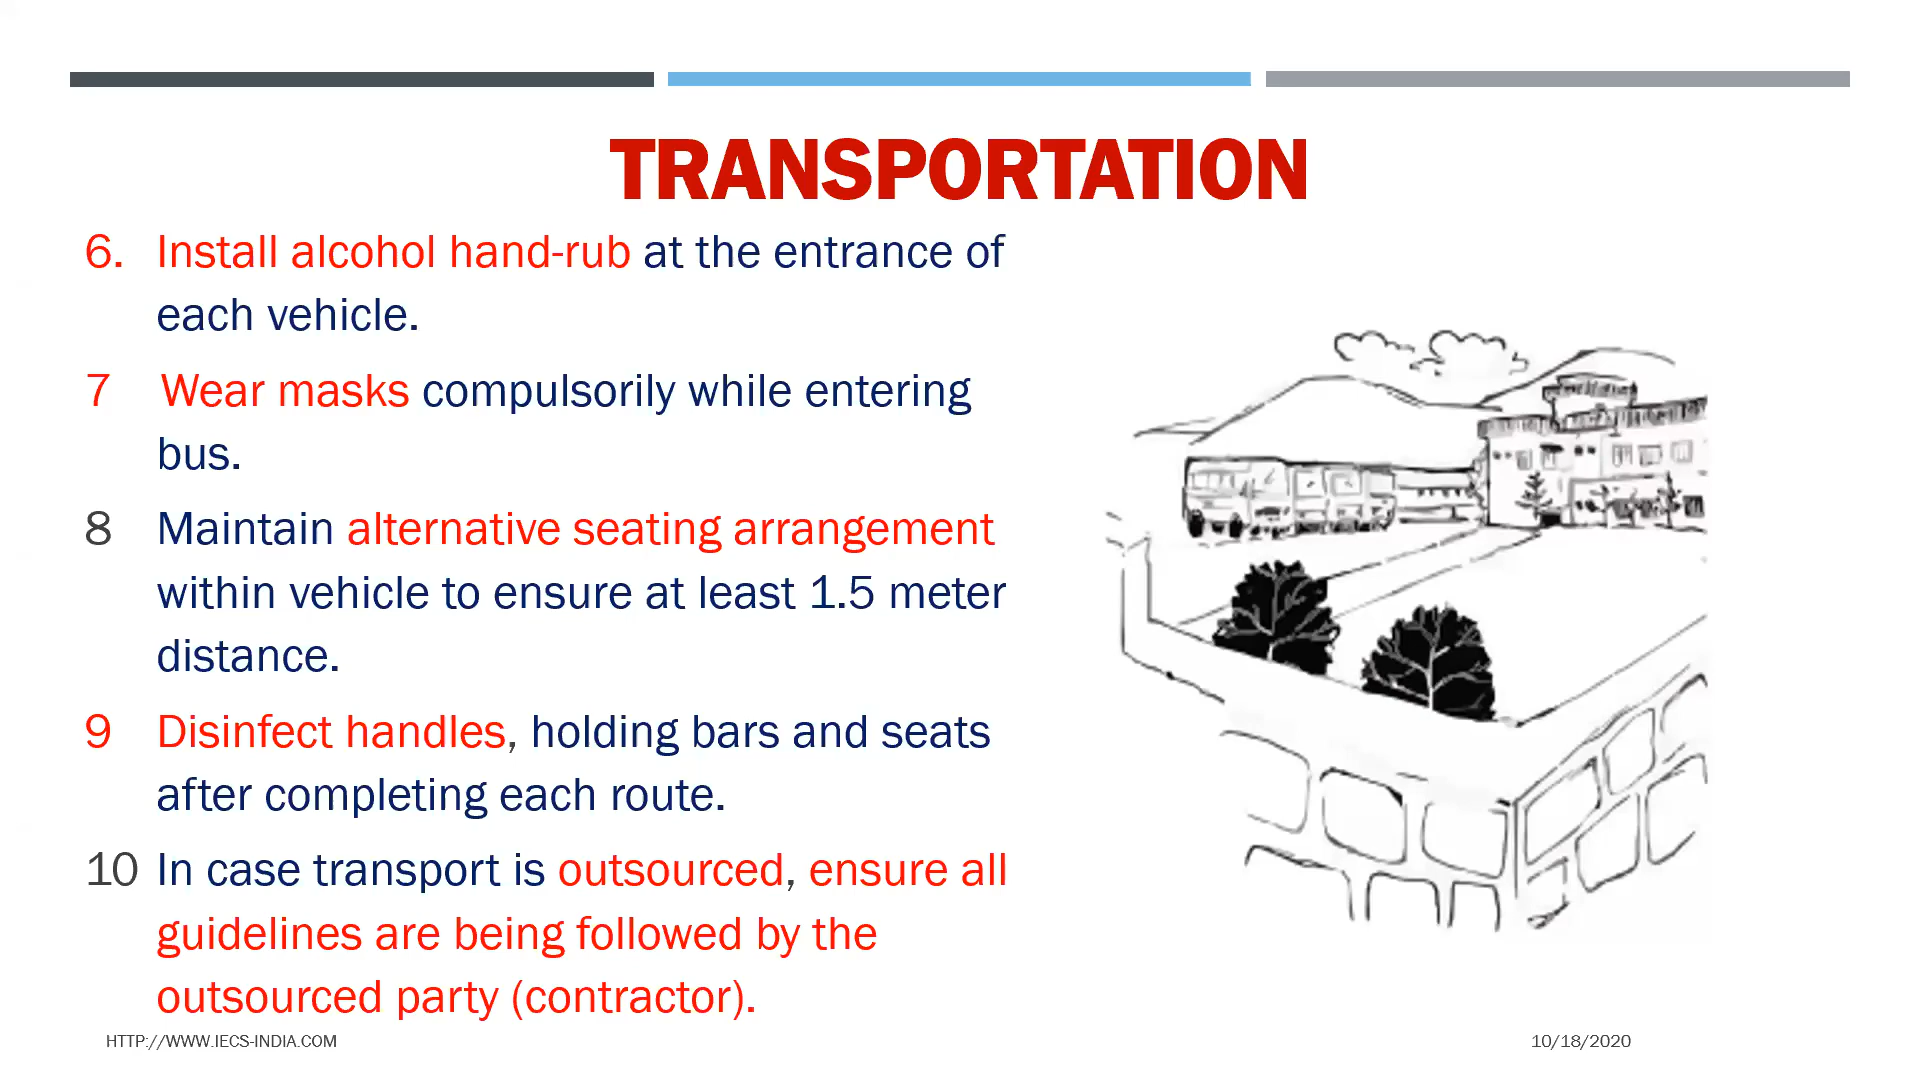 TRANSPORTATION
6. Install alcohol hand-rub at the entrance of
each vehicle.
7 Wear masks compulsorily while entering
bus.
8 Maintain alternative seating arrangement
within vehicle to ensure at least 1.5 meter
distance.
9 Disinfect handles, holding bars and seats
after completing each route.
10 In case transport is outsourced, ensure all
guidelines are being followed by the
outsourced party (contractor).
HTTP://WWW.IECS-INDIA.COM
10/18/2020